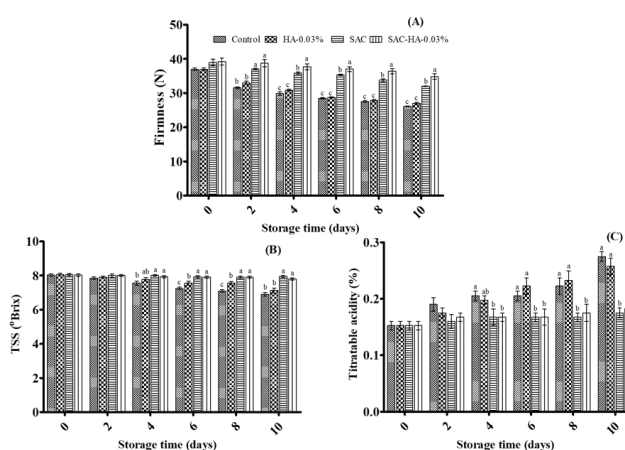 (A)
Control HA-0.03% SAC SAC-HA-0.03%
Firmness (N)
50
40
30
20
10
0
a a a a a a
b a b b b b
c b c c c c c c c c
0 2 4 6 8 10
Storage time (days)
(B)
TSS (⁰Brix)
10
8
6
4
2
0
b ab a a c b a a c b a a b b a a
0 2 4 6 8 10
Storage time (days)
(C)
Titratable acidity (%)
0.3
0.2
0.1
0.0
a ab b b a a b b a a b b a a b
0 2 4 6 8 10
Storage time (days)